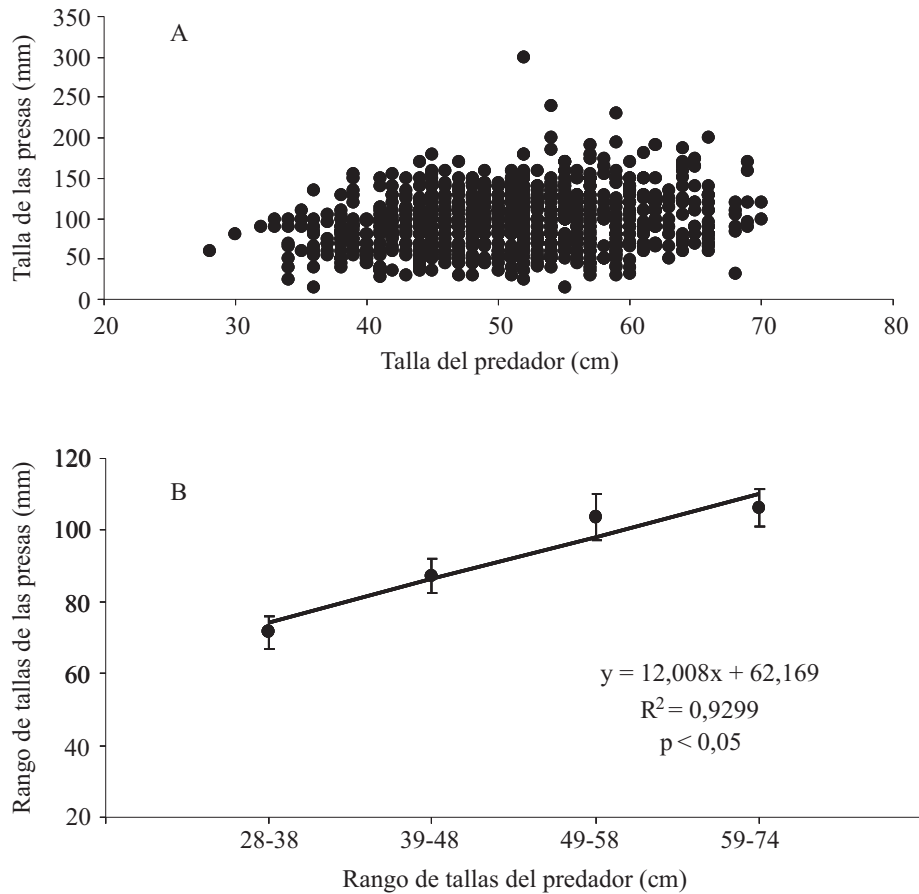 A
Talla de las presas (mm)
350
300
250
200
150
100
50
0
20 30 40 50 60 70 80
Talla del predador (cm)
B
Rango de tallas de las presas (mm)
120
100
80
60
40
20
y = 12,008x + 62,169
R² = 0,9299
p < 0,05
28-38 39-48 49-58 59-74
Rango de tallas del predador (cm)